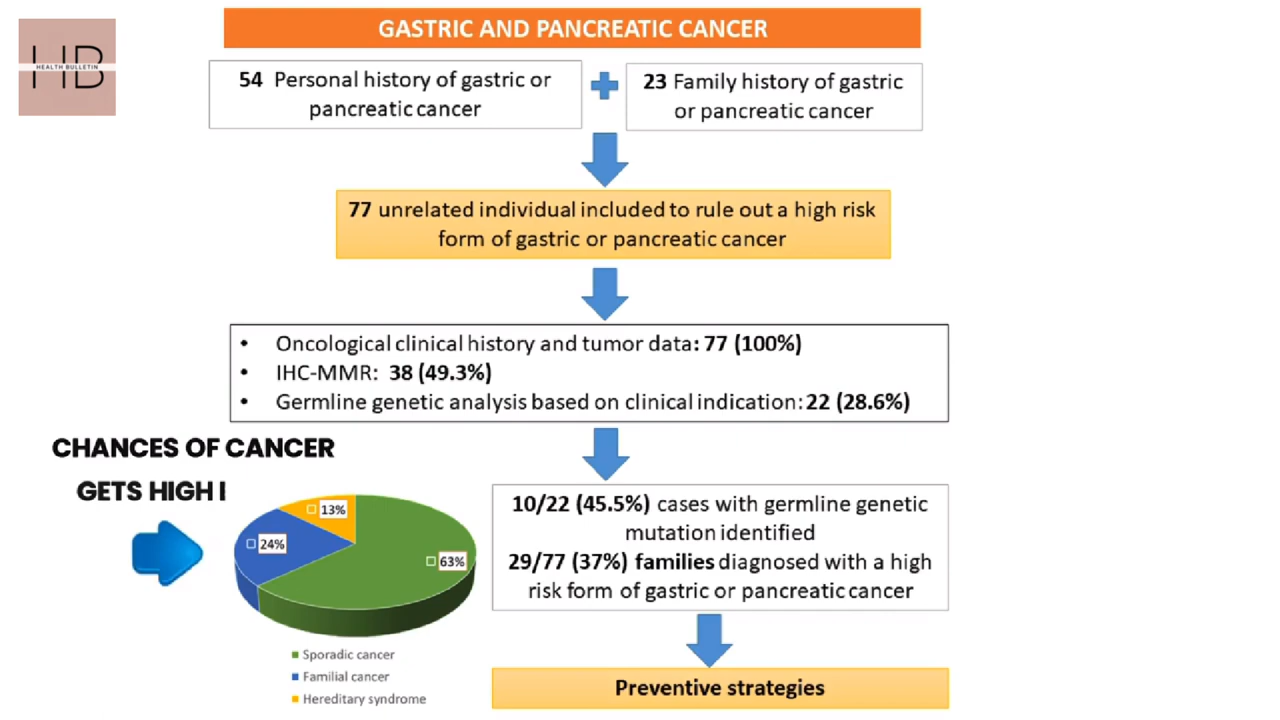 HB
HEALTH BULLETIN
GASTRIC AND PANCREATIC CANCER
54 Personal history of gastric or
pancreatic cancer
23 Family history of gastric
or pancreatic cancer
77 unrelated individual included to rule out a high risk
form of gastric or pancreatic cancer
• Oncological clinical history and tumor data: 77 (100%)
• IHC-MMR: 38 (49.3%)
• Germline genetic analysis based on clinical indication: 22 (28.6%)
CHANCES OF CANCER
GETS HIGH I
13%
24%
63%
Sporadic cancer
Familial cancer
Hereditary syndrome
10/22 (45.5%) cases with germline genetic
mutation identified
29/77 (37%) families diagnosed with a high
risk form of gastric or pancreatic cancer
Preventive strategies